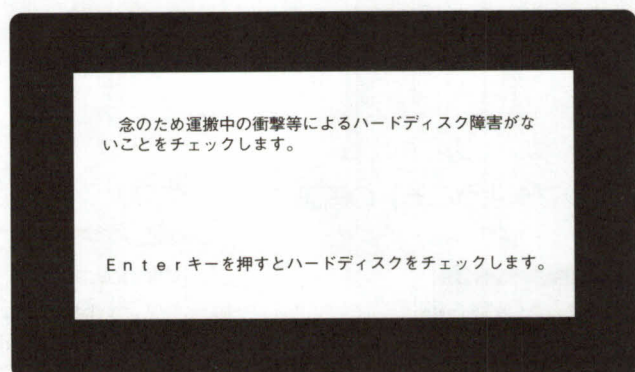 念のため運搬中の衝撃等によるハードディスク障害がな
いことをチェックします。
Ｅｎｔｅｒキーを押すとハードディスクをチェックします。